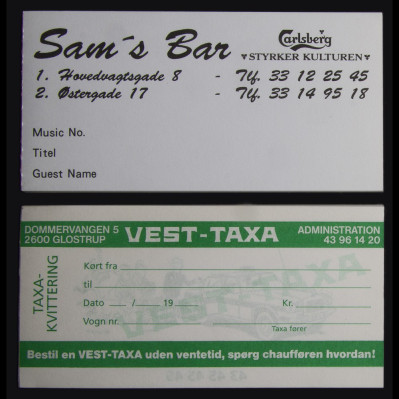 Sam´s Bar
Carlsberg
STYRKER KULTUREN
1. Hovedvagtsgade 8 - Tlf. 33 12 25 45
2. Østergade 17 - Tlf. 33 14 95 18
Music No.
Titel
Guest Name
DOMMERVANGEN 5
2600 GLOSTRUP
VEST-TAXA
ADMINISTRATION
43 96 14 20
TAXA-
KVITTERING
Kørt fra
til
Dato / 19 Kr.
Vogn nr.
Taxa fører
VEST-TAXA
Bestil en VEST-TAXA uden ventetid, spørg chaufføren hvordan!